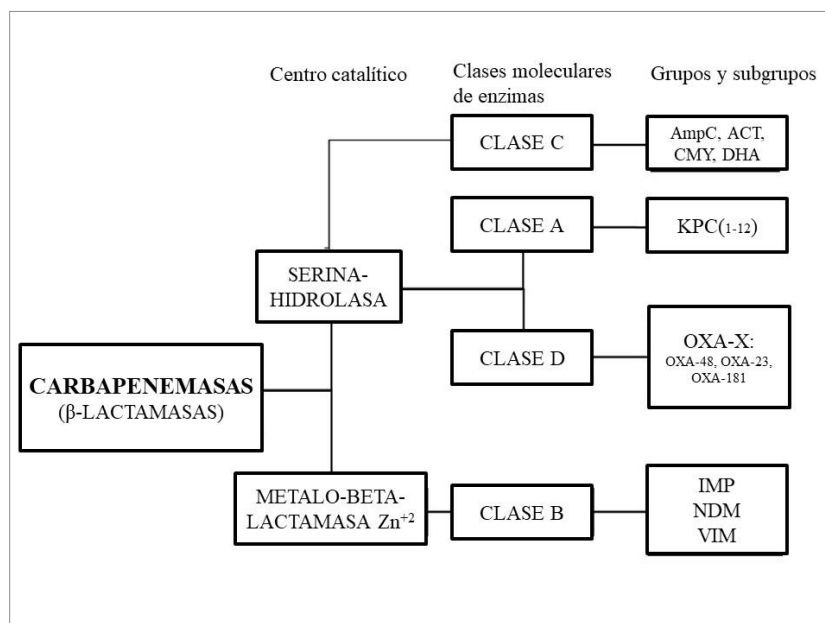 Centro catalítico
Clases moleculares
de enzimas
Grupos y subgrupos
CLASE C
AmpC, ACT,
CMY, DHA
CLASE A
KPC(1-12)
SERINA-
HIDROLASA
CLASE D
OXA-X:
OXA-48, OXA-23,
OXA-181
CARBAPENEMASAS
(β-LACTAMASAS)
METALO-BETA-
LACTAMASA Zn⁺²
CLASE B
IMP
NDM
VIM